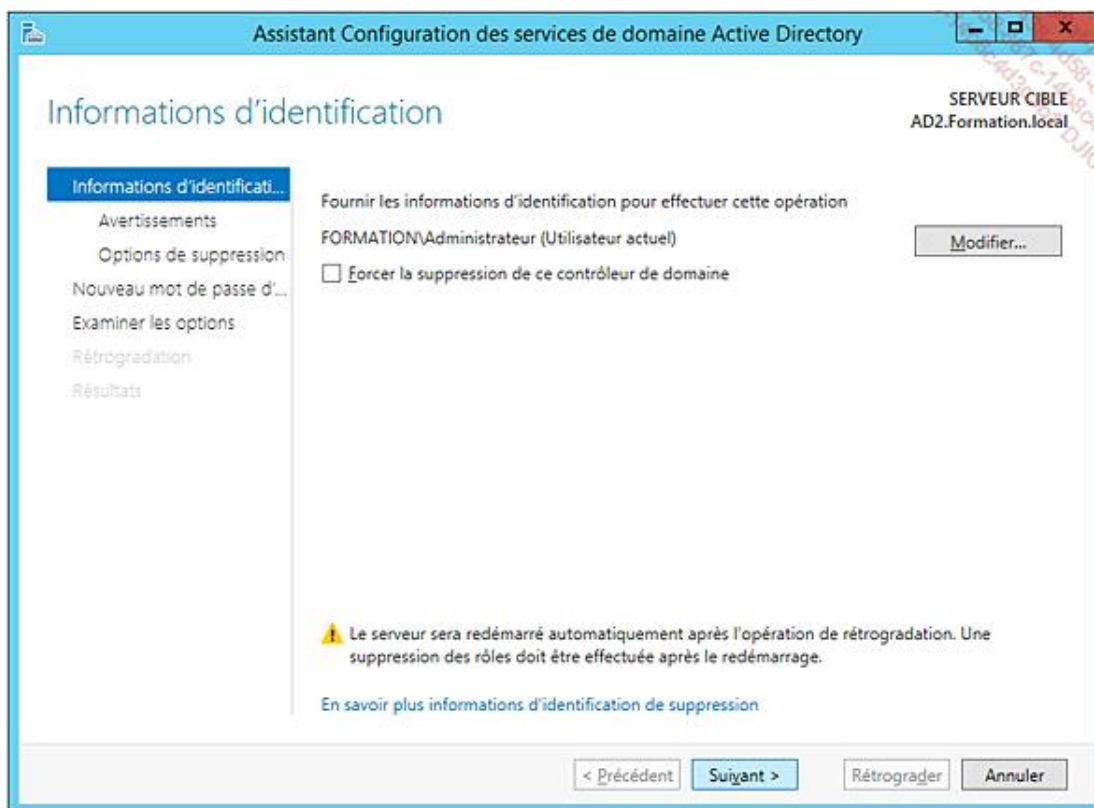 Assistant Configuration des services de domaine Active Directory
Informations d'identification
SERVEUR CIBLE
AD2.Formation.local
Informations d'identificati...
Avertissements
Options de suppression
Nouveau mot de passe d'...
Examiner les options
Rétrogradation
Résultats
Fournir les informations d'identification pour effectuer cette opération
FORMATION\Administrateur (Utilisateur actuel)
Modifier...
Forcer la suppression de ce contrôleur de domaine
Le serveur sera redémarré automatiquement après l'opération de rétrogradation. Une
suppression des rôles doit être effectuée après le redémarrage.
En savoir plus informations d'identification de suppression
< Précédent
Suivant >
Rétrograder
Annuler